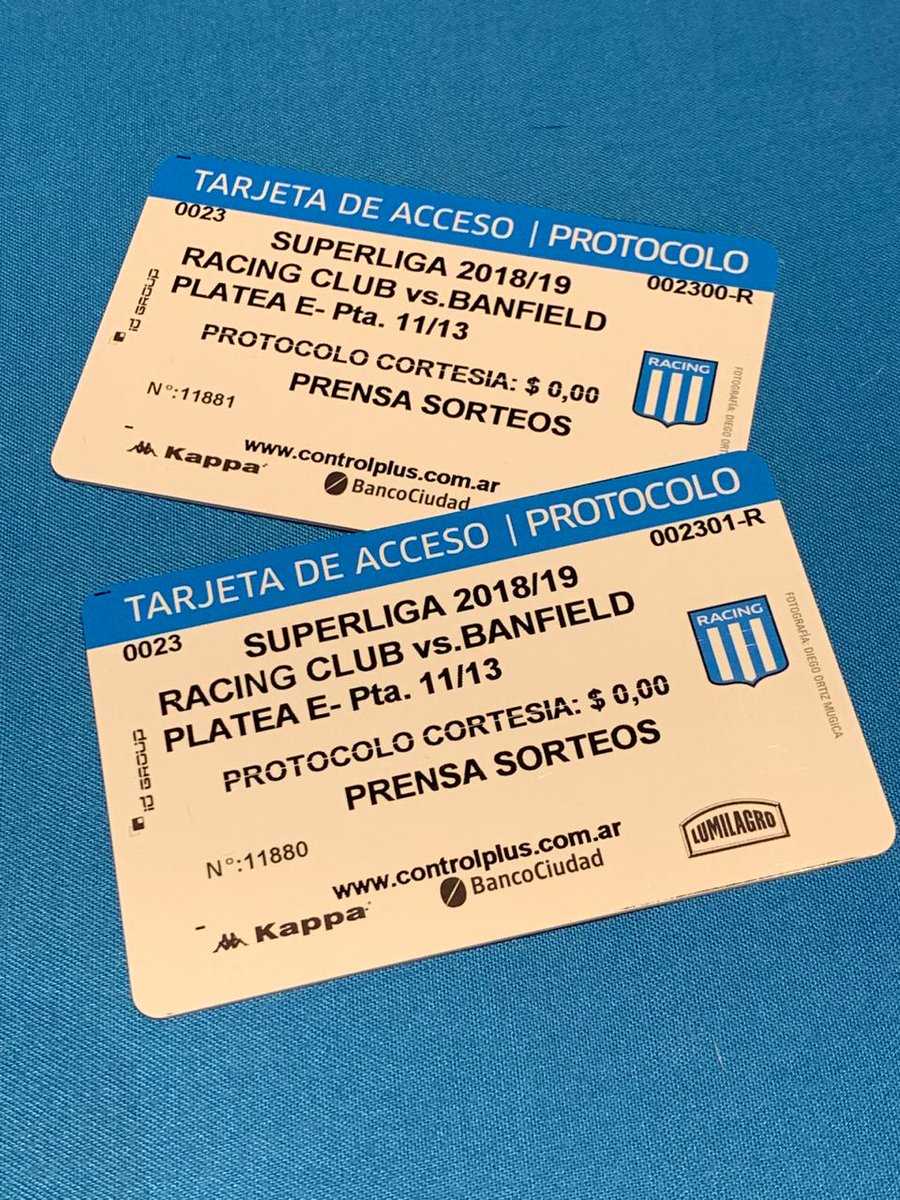 TARJETA DE ACCESO | PROTOCOLO
0023
002300-R
SUPERLIGA 2018/19
RACING CLUB vs.BANFIELD
PLATEA E- Pta. 11/13
PROTOCOLO CORTESIA: $ 0,00
PRENSA SORTEOS
id GROUP
RACING
FOTOGRAFÍA: DIEGO
N°:11881
www.controlplus.com.ar
Kappa
BancoCiudad
TARJETA DE ACCESO | PROTOCOLO
0023
002301-R
SUPERLIGA 2018/19
RACING CLUB vs.BANFIELD
PLATEA E- Pta. 11/13
PROTOCOLO CORTESIA: $ 0,00
PRENSA SORTEOS
id GROUP
RACING
FOTOGRAFÍA: DIEGO ORTIZ MUGICA
N°:11880
www.controlplus.com.ar
LUMILAGRO
Kappa
BancoCiudad